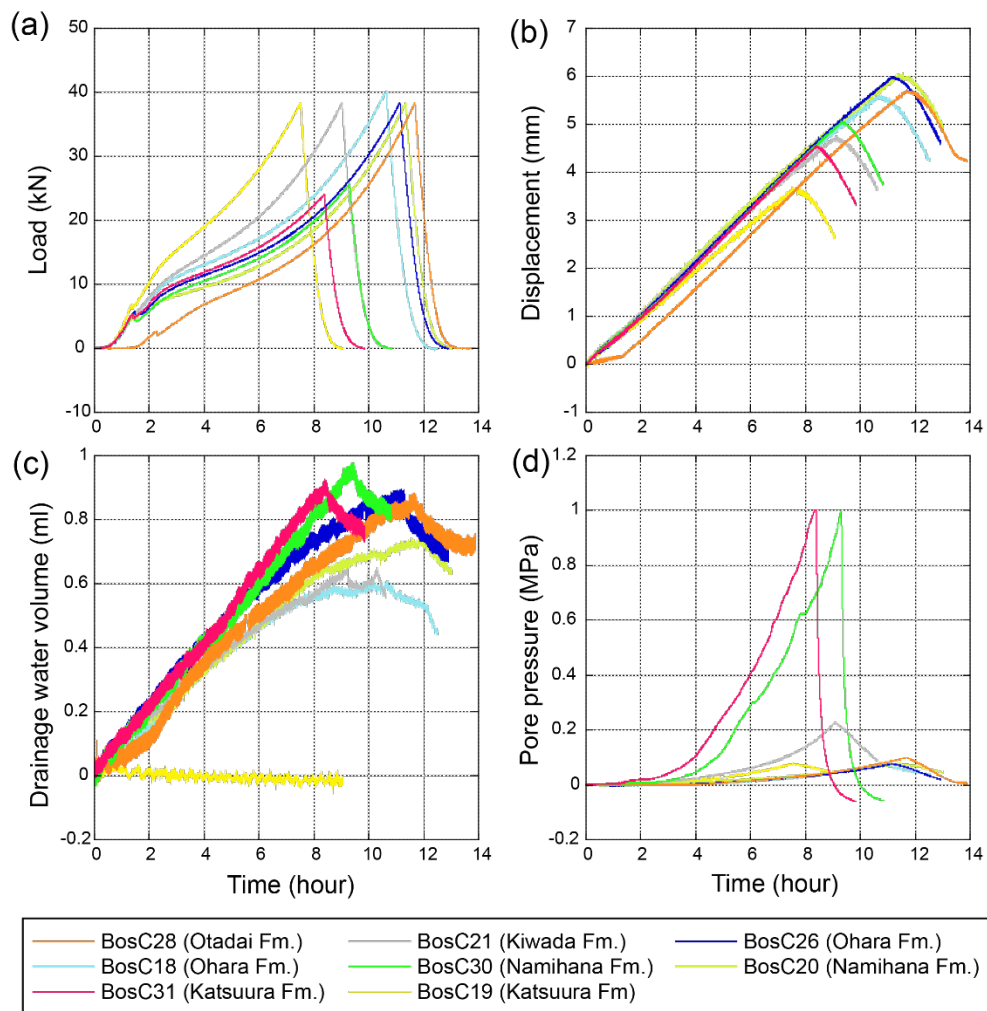 (a)
50
40
30
20
10
0
-10
Load (kN)
0 2 4 6 8 10 12 14
(b)
7
6
5
4
3
2
1
0
-1
Displacement (mm)
0 2 4 6 8 10 12 14
(c)
1
0.8
0.6
0.4
0.2
0
-0.2
Drainage water volume (ml)
0 2 4 6 8 10 12 14
Time (hour)
(d)
1.2
1
0.8
0.6
0.4
0.2
0
-0.2
Pore pressure (MPa)
0 2 4 6 8 10 12 14
Time (hour)
BosC28 (Otadai Fm.) BosC21 (Kiwada Fm.) BosC26 (Ohara Fm.)
BosC18 (Ohara Fm.) BosC30 (Namihana Fm.) BosC20 (Namihana Fm.)
BosC31 (Katsuura Fm.) BosC19 (Katsuura Fm)